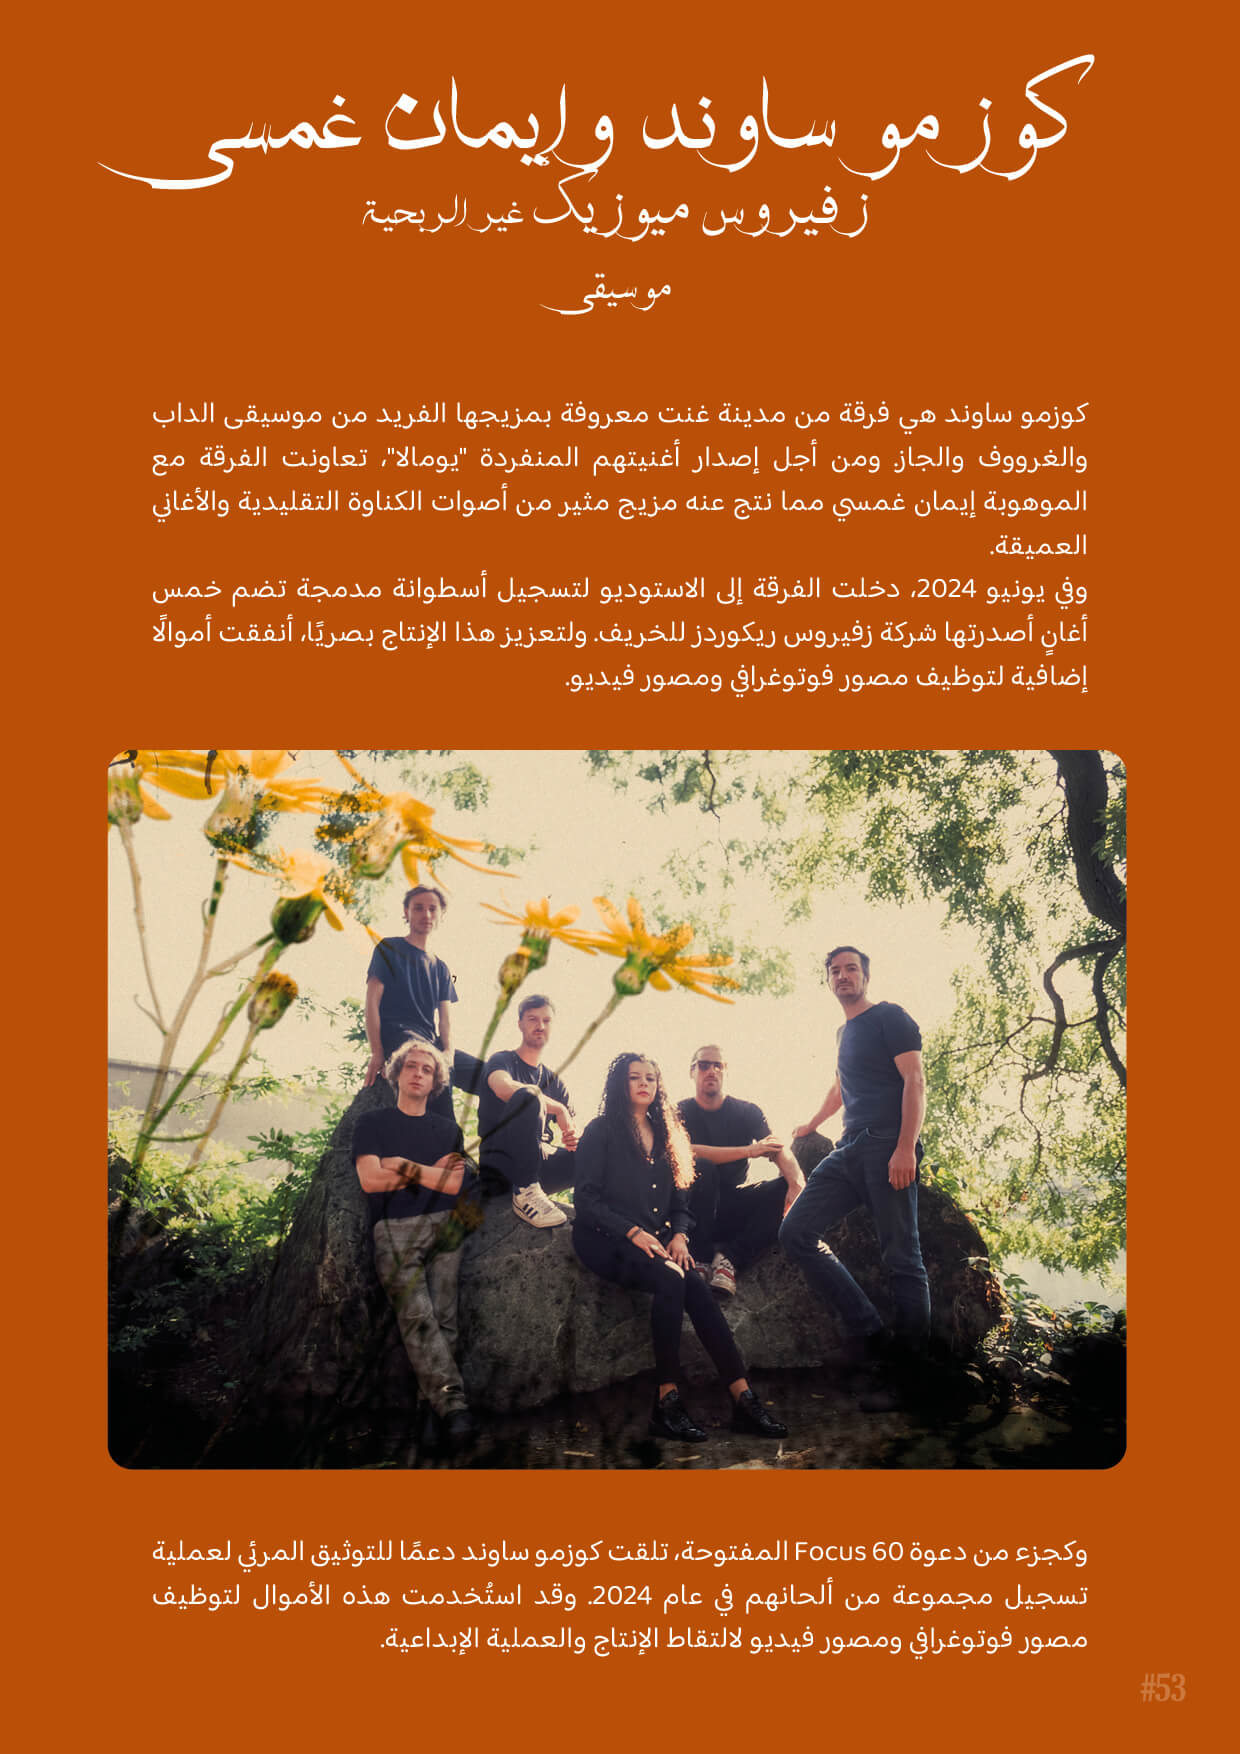 كوزمو ساوند وإيمان غمسي
زفيروس ميوزيك غير الربحية
موسيقى
كوزمو ساوند هي فرقة من مدينة غنت معروفة بمزيجها الفريد من موسيقى الداب
والغرووف والجاز. ومن أجل إصدار أغنيتهم المنفردة "يومالا"، تعاونت الفرقة مع
الموهوبة إيمان غمسي مما نتج عنه مزيج مثير من أصوات الكناوة التقليدية والأغاني
العميقة.
وفي يونيو 2024، دخلت الفرقة إلى الاستوديو لتسجيل أسطوانة مدمجة تضم خمس
أغانٍ أصدرتها شركة زفيروس ريكوردز للخريف. ولتعزيز هذا الإنتاج بصريًا، أنفقت أموالًا
إضافية لتوظيف مصور فوتوغرافي ومصور فيديو.
وكجزء من دعوة Focus 60 المفتوحة، تلقت كوزمو ساوند دعمًا للتوثيق المرئي لعملية
تسجيل مجموعة من ألحانهم في عام 2024. وقد استُخدمت هذه الأموال لتوظيف
مصور فوتوغرافي ومصور فيديو لالتقاط الإنتاج والعملية الإبداعية.
#53